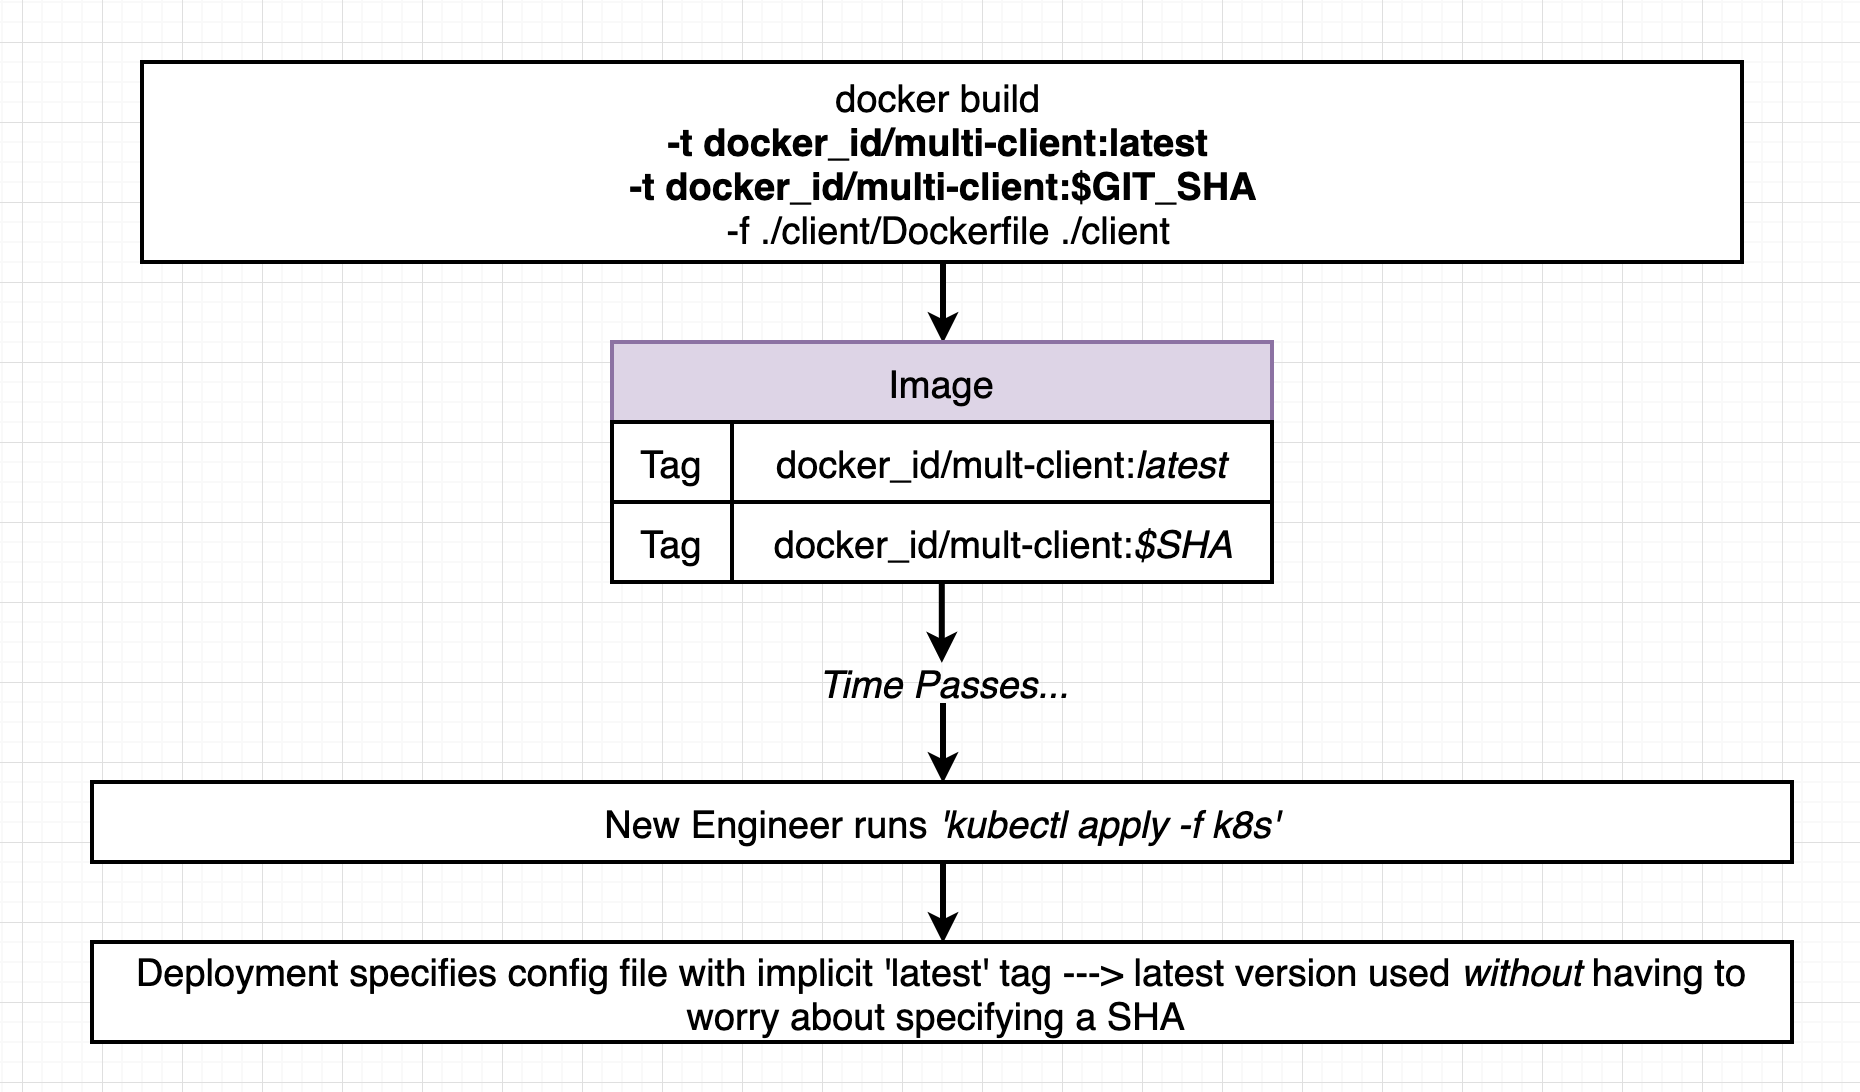 docker build
-t docker_id/multi-client:latest
-t docker_id/multi-client:$GIT_SHA
-f ./client/Dockerfile ./client
Image
Tag docker_id/mult-client:latest
Tag docker_id/mult-client:$SHA
Time Passes...
New Engineer runs 'kubectl apply -f k8s'
Deployment specifies config file with implicit 'latest' tag ---> latest version used without having to
worry about specifying a SHA